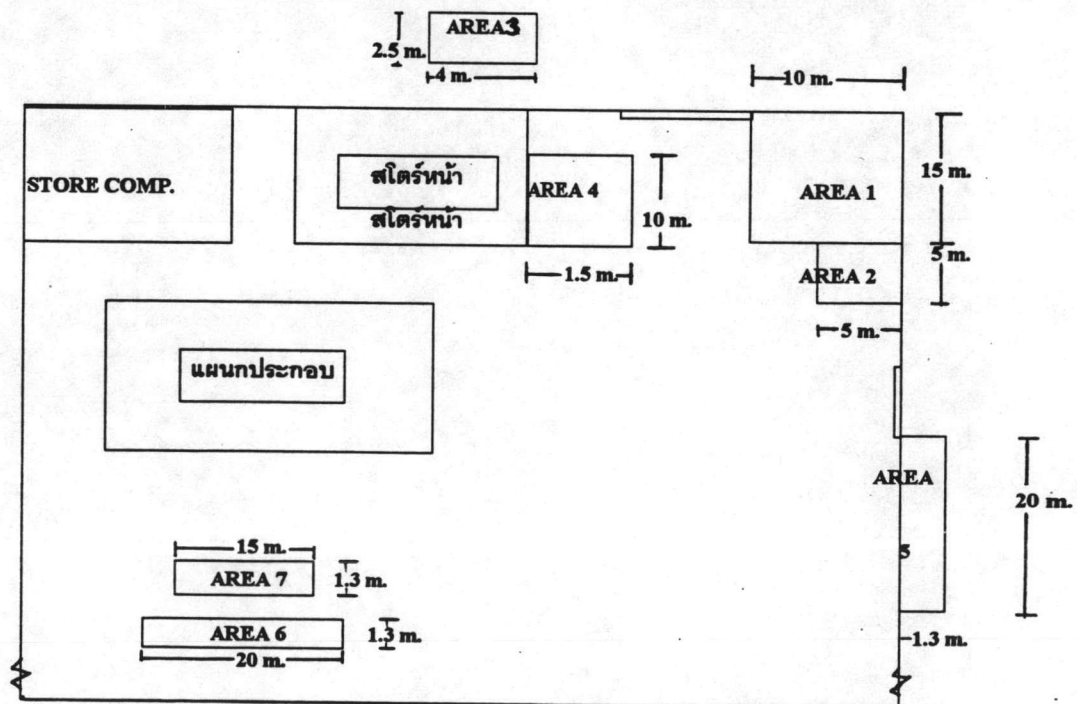 AREA 3
2.5 m.
4 m.
10 m.
STORE COMP.
สโตร์หน้า
สโตร์หน้า
AREA 4
10 m.
1.5 m.
AREA 1
15 m.
AREA 2
5 m.
5 m.
แผนกประกอบ
AREA
5
20 m.
1.3 m.
15 m.
AREA 7
1.3 m.
AREA 6
1.3 m.
20 m.